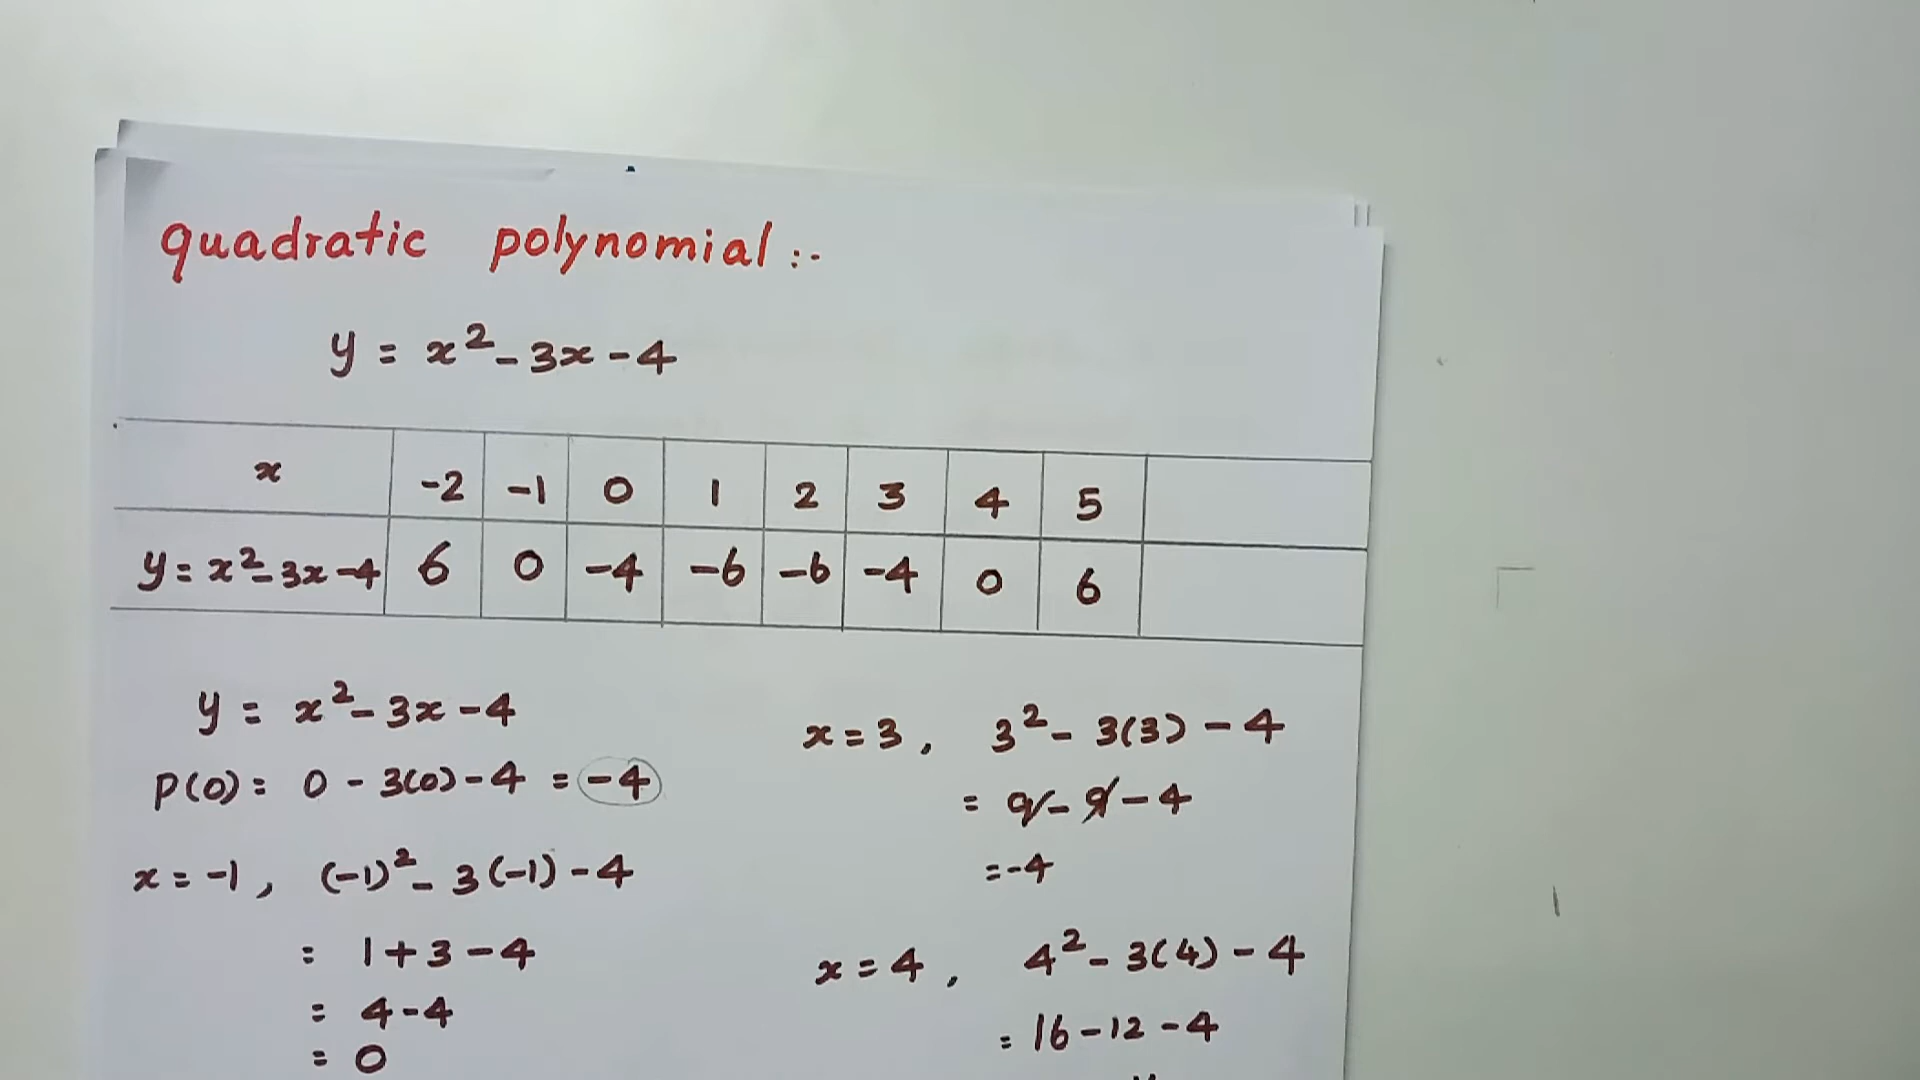 quadratic polynomial :-
y = x² - 3x - 4
x -2 -1 0 1 2 3 4 5
y = x² - 3x - 4 6 0 -4 -6 -6 -4 0 6
y = x² - 3x - 4
P(0) = 0 - 3(0) - 4 = -4
x = -1, (-1)² - 3(-1) - 4
= 1 + 3 - 4
= 4 - 4
= 0
x = 3, 3² - 3(3) - 4
= 9 - 9 - 4
= -4
x = 4, 4² - 3(4) - 4
= 16 - 12 - 4